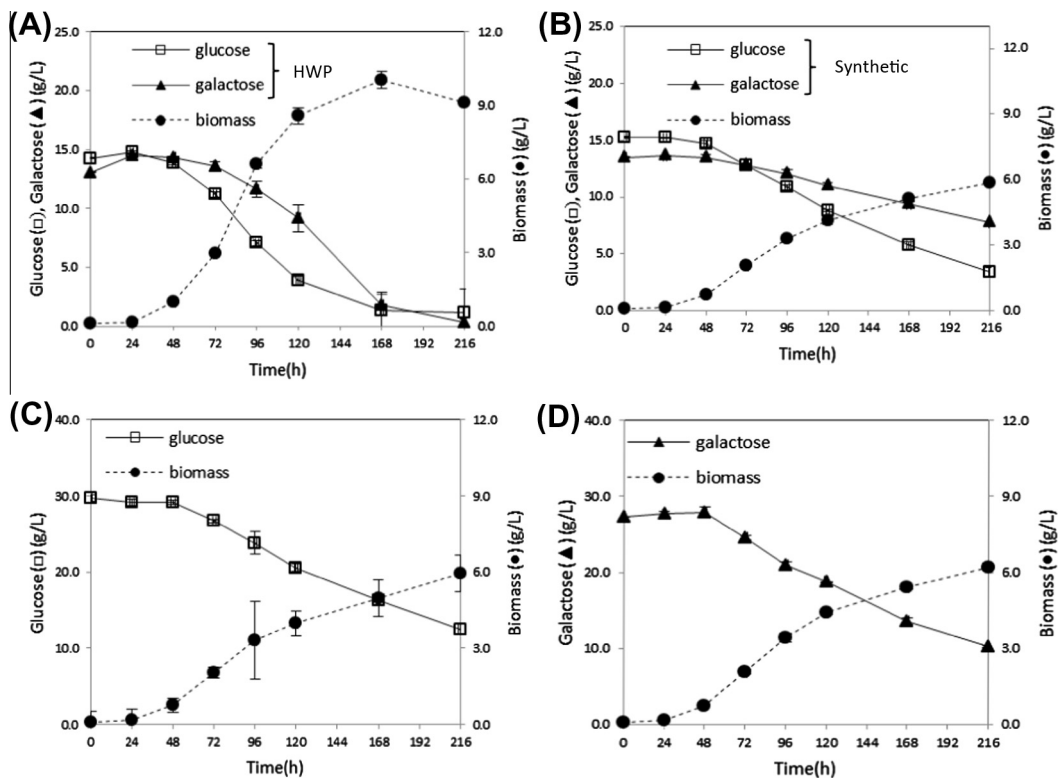 (A)
25.0
20.0
15.0
10.0
5.0
0.0
Glucose (□), Galactose (▲) (g/L)
glucose
galactose
HWP
biomass
12.0
9.0
6.0
3.0
0.0
Biomass (●) (g/L)
0 24 48 72 96 120 144 168 192 216
Time(h)
(B)
25.0
20.0
15.0
10.0
5.0
0.0
Glucose (□), Galactose (▲) (g/L)
glucose
galactose
Synthetic
biomass
12.0
9.0
6.0
3.0
0.0
Biomass (●) (g/L)
0 24 48 72 96 120 144 168 192 216
Time(h)
(C)
40.0
30.0
20.0
10.0
0.0
Glucose (□) (g/L)
glucose
biomass
12.0
9.0
6.0
3.0
0.0
Biomass (●) (g/L)
0 24 48 72 96 120 144 168 192 216
Time(h)
(D)
40.0
30.0
20.0
10.0
0.0
Galactose (▲) (g/L)
galactose
biomass
12.0
9.0
6.0
3.0
0.0
Biomass (●) (g/L)
0 24 48 72 96 120 144 168 192 216
Time(h)